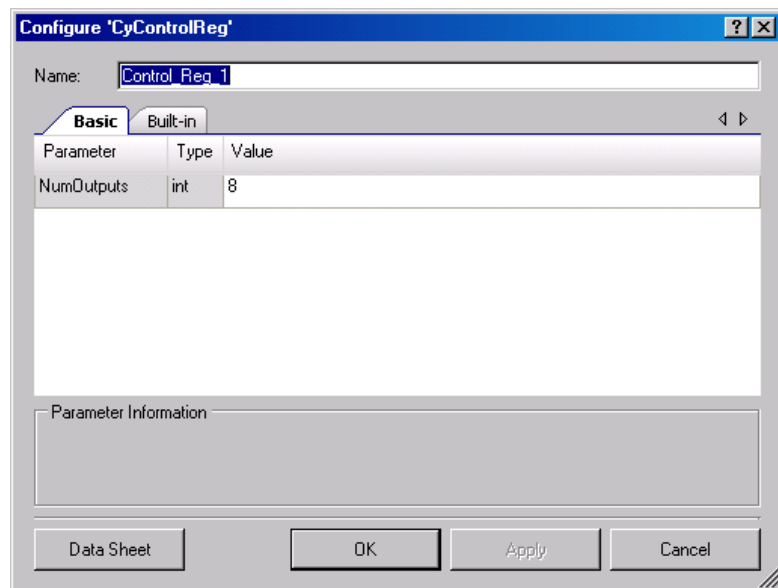 Configure 'CyControlReg'
Name: Control_Reg_1
Basic Built-in
Parameter Type Value
NumOutputs int 8
Parameter Information
Data Sheet OK Apply Cancel